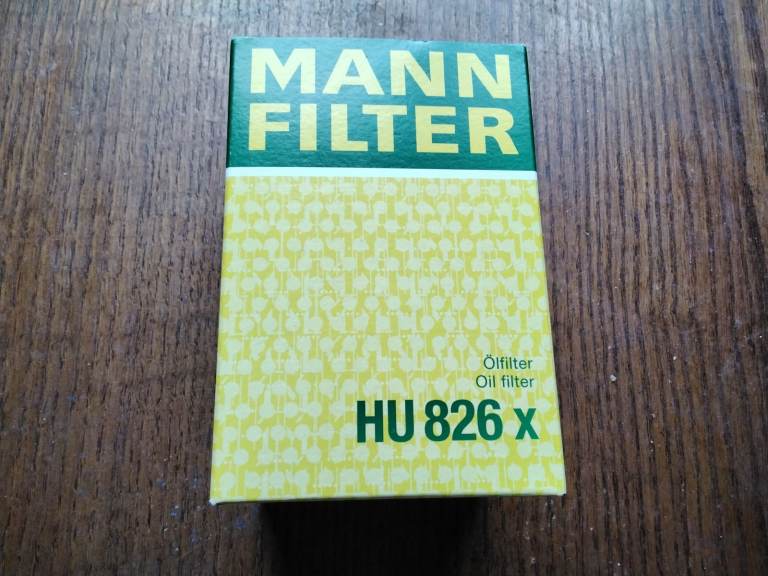 MANN
FILTER
Ölfilter
Oil filter
HU 826 x